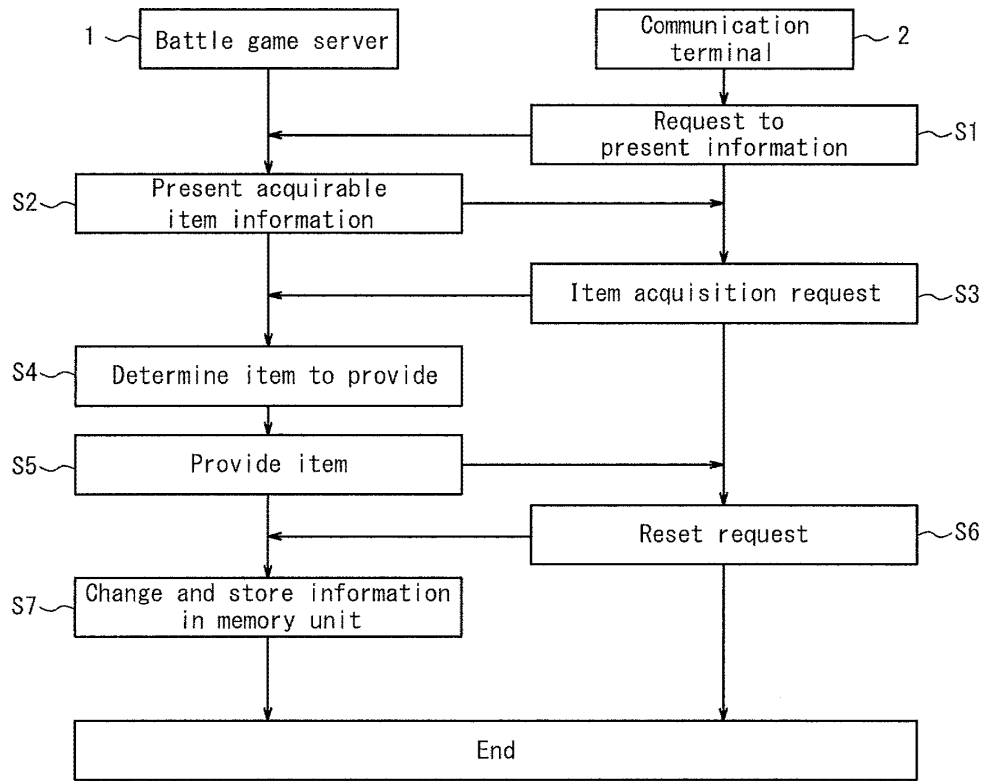 1
Battle game server
Communication
terminal
2
Request to
present information
S1
S2
Present acquirable
item information
Item acquisition request
S3
S4
Determine item to provide
S5
Provide item
Reset request
S6
S7
Change and store information
in memory unit
End